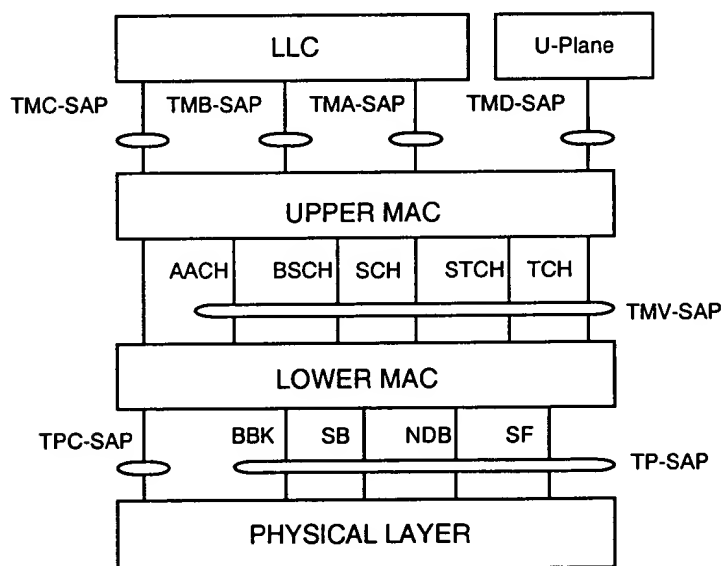 LLC
U-Plane
TMC-SAP
TMB-SAP
TMA-SAP
TMD-SAP
UPPER MAC
AACH
BSCH
SCH
STCH
TCH
TMV-SAP
LOWER MAC
TPC-SAP
BBK
SB
NDB
SF
TP-SAP
PHYSICAL LAYER